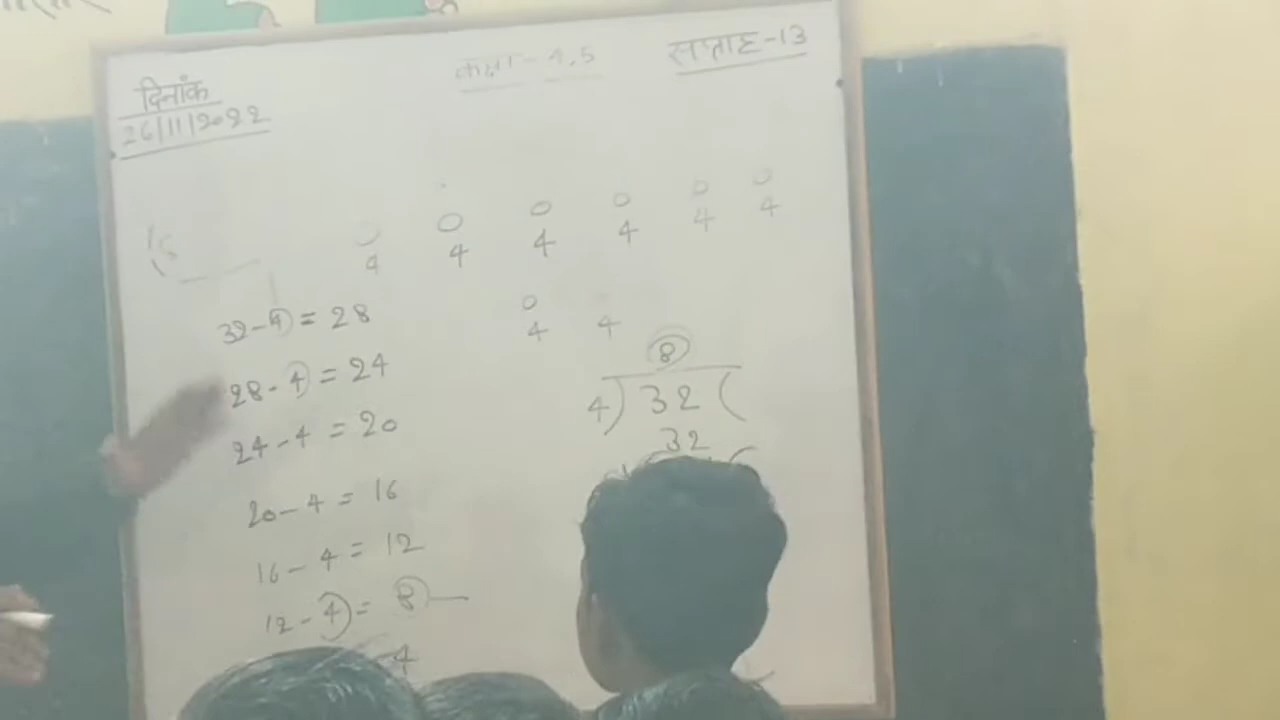 दिनांक
26/11/2022
कक्षा - 4,5
सप्ताह-13
0 0 0 0 0 0
4 4 4 4 4 4
0
4 4
32-4 = 28
28-4 = 24
24-4 = 20
20-4 = 16
16-4 = 12
12-4 = 8
4
8
4) 32 (
32